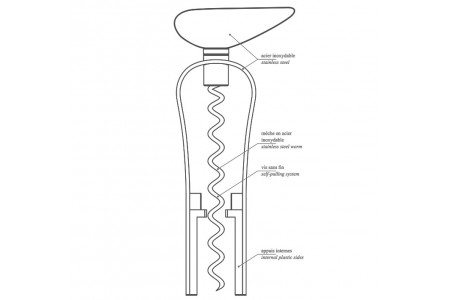 acier inoxydable
stainless steel
mèche en acier
inoxydable
stainless steel worm
vis sans fin
self-pulling system
appuis internes
internal plastic sides